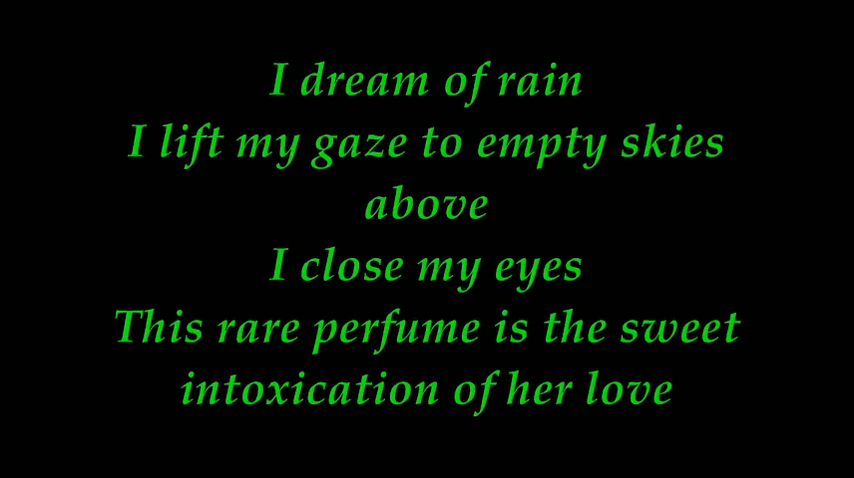 I dream of rain
I lift my gaze to empty skies
above
I close my eyes
This rare perfume is the sweet
intoxication of her love